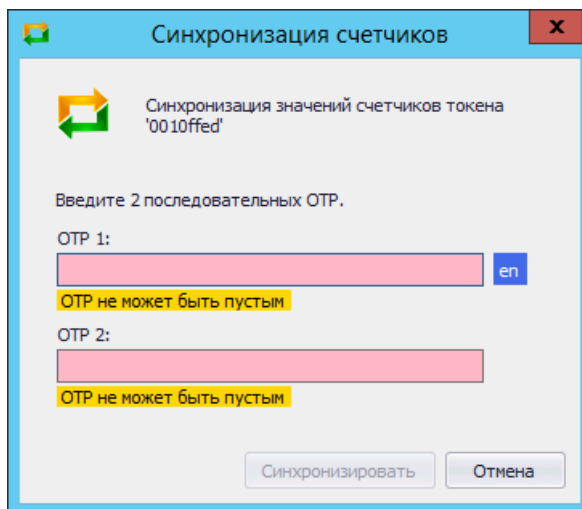 Синхронизация счетчиков
x
Синхронизация значений счетчиков токена
'0010ffed'
Введите 2 последовательных OTP.
OTP 1:
en
OTP не может быть пустым
OTP 2:
OTP не может быть пустым
Синхронизировать
Отмена